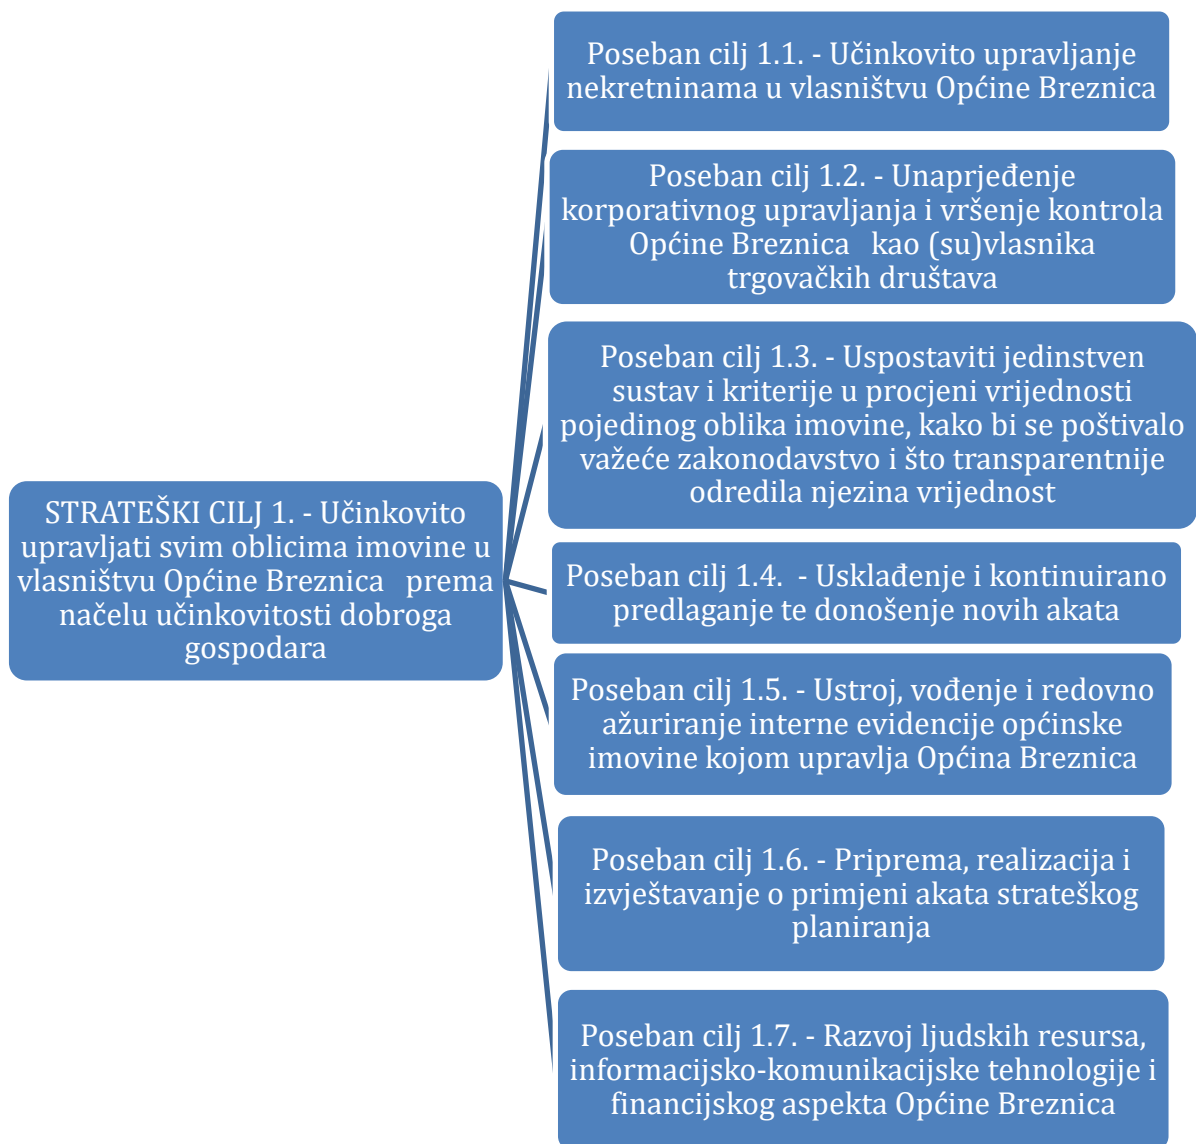 Poseban cilj 1.1. - Učinkovito upravljanje
nekretninama u vlasništvu Općine Breznica
Poseban cilj 1.2. - Unaprjeđenje
korporativnog upravljanja i vršenje kontrola
Općine Breznica   kao (su)vlasnika
trgovačkih društava
Poseban cilj 1.3. - Uspostaviti jedinstven
sustav i kriterije u procjeni vrijednosti
pojedinog oblika imovine, kako bi se poštivalo
važeće zakonodavstvo i što transparentnije
odredila njezina vrijednost
STRATEŠKI CILJ 1. - Učinkovito
upravljati svim oblicima imovine u
vlasništvu Općine Breznica   prema
načelu učinkovitosti dobroga
gospodara
Poseban cilj 1.4.  - Usklađenje i kontinuirano
predlaganje te donošenje novih akata
Poseban cilj 1.5. - Ustroj, vođenje i redovno
ažuriranje interne evidencije općinske
imovine kojom upravlja Općina Breznica
Poseban cilj 1.6. - Priprema, realizacija i
izvještavanje o primjeni akata strateškog
planiranja
Poseban cilj 1.7. - Razvoj ljudskih resursa,
informacijsko-komunikacijske tehnologije i
financijskog aspekta Općine Breznica